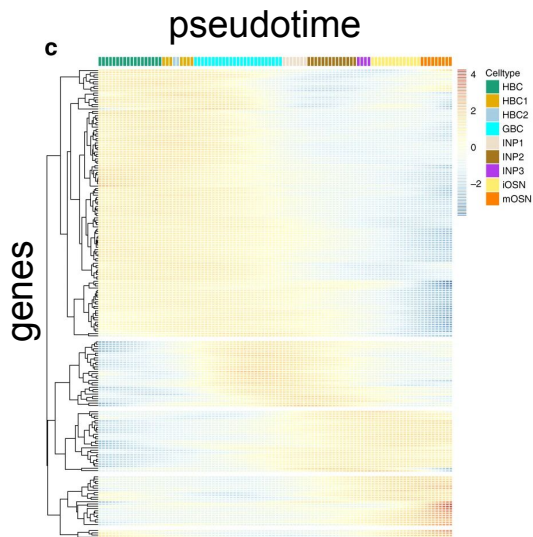 pseudotime
c
genes
4
2
0
−2
Celltype
HBC
HBC1
HBC2
GBC
INP1
INP2
INP3
iOSN
mOSN